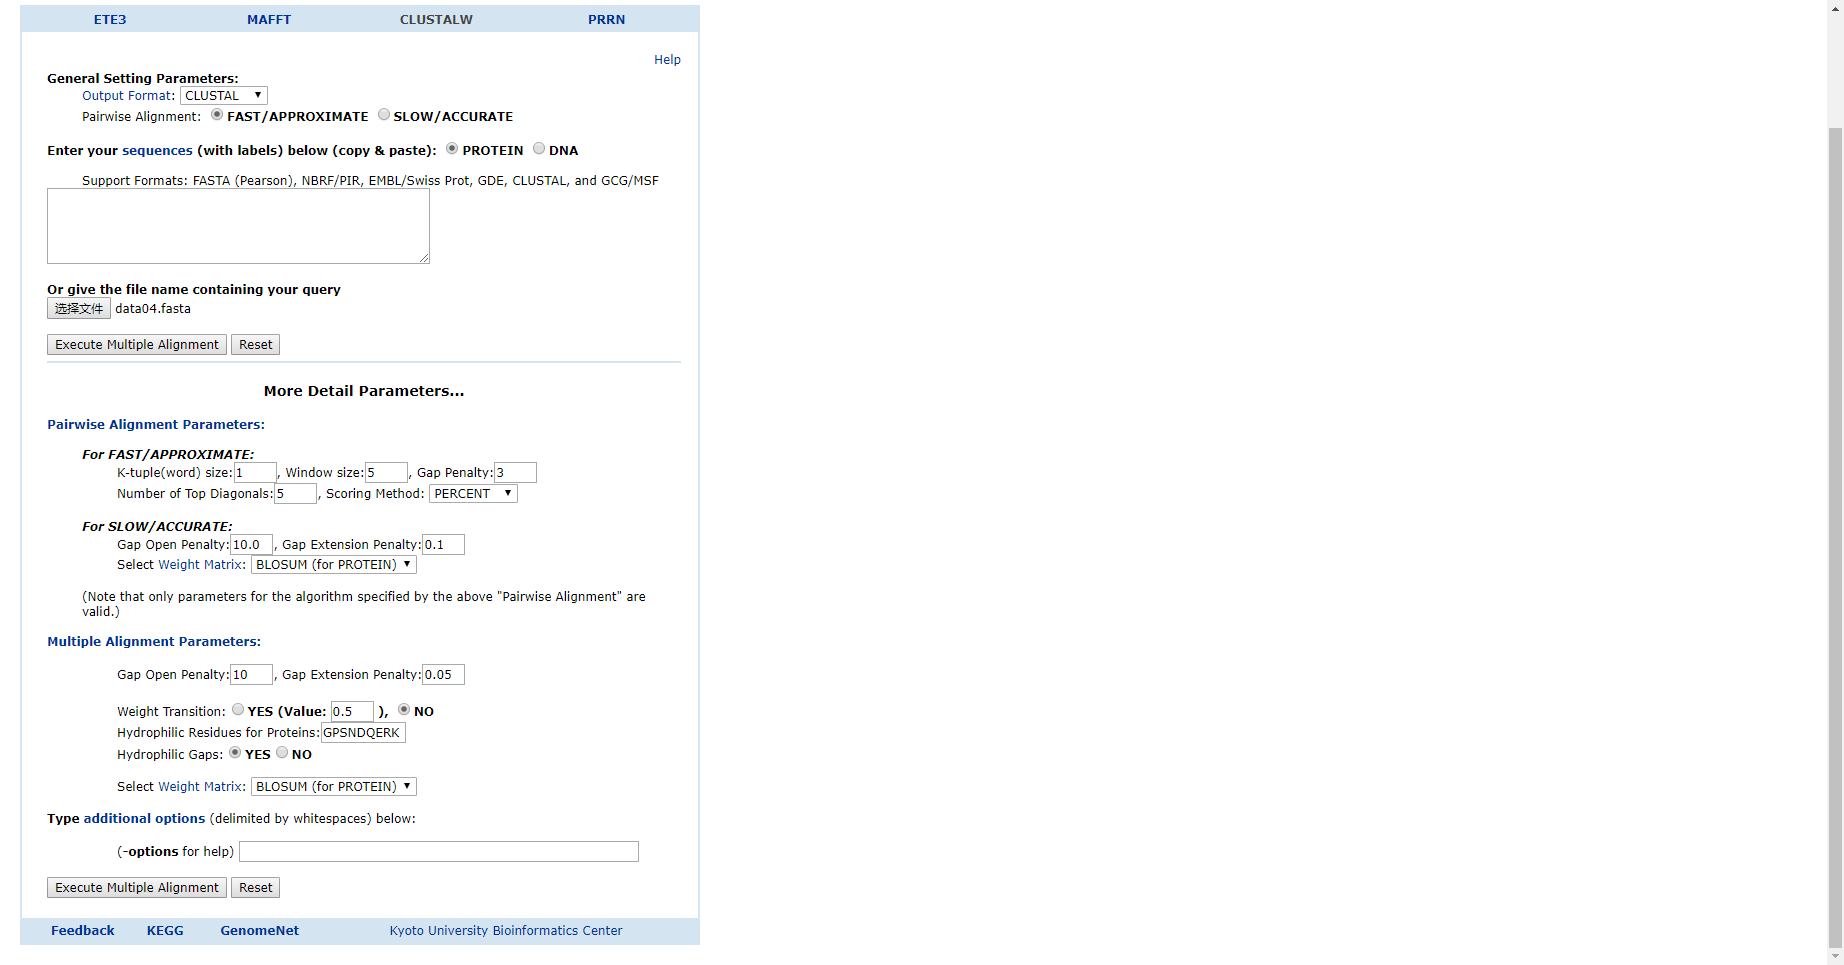 ETE3 MAFFT CLUSTALW PRRN
Help
General Setting Parameters:
Output Format: CLUSTAL
Pairwise Alignment: FAST/APPROXIMATE SLOW/ACCURATE
Enter your sequences (with labels) below (copy & paste): PROTEIN DNA
Support Formats: FASTA (Pearson), NBRF/PIR, EMBL/Swiss Prot, GDE, CLUSTAL, and GCG/MSF
Or give the file name containing your query
选择文件 data04.fasta
Execute Multiple Alignment Reset
More Detail Parameters...
Pairwise Alignment Parameters:
For FAST/APPROXIMATE:
K-tuple(word) size: 1 , Window size: 5 , Gap Penalty: 3
Number of Top Diagonals: 5 , Scoring Method: PERCENT
For SLOW/ACCURATE:
Gap Open Penalty: 10.0 , Gap Extension Penalty: 0.1
Select Weight Matrix: BLOSUM (for PROTEIN)
(Note that only parameters for the algorithm specified by the above "Pairwise Alignment" are
valid.)
Multiple Alignment Parameters:
Gap Open Penalty: 10 , Gap Extension Penalty: 0.05
Weight Transition: YES (Value: 0.5 ), NO
Hydrophilic Residues for Proteins: GPSNDQERK
Hydrophilic Gaps: YES NO
Select Weight Matrix: BLOSUM (for PROTEIN)
Type additional options (delimited by whitespaces) below:
(-options for help)
Execute Multiple Alignment Reset
Feedback KEGG GenomeNet Kyoto University Bioinformatics Center